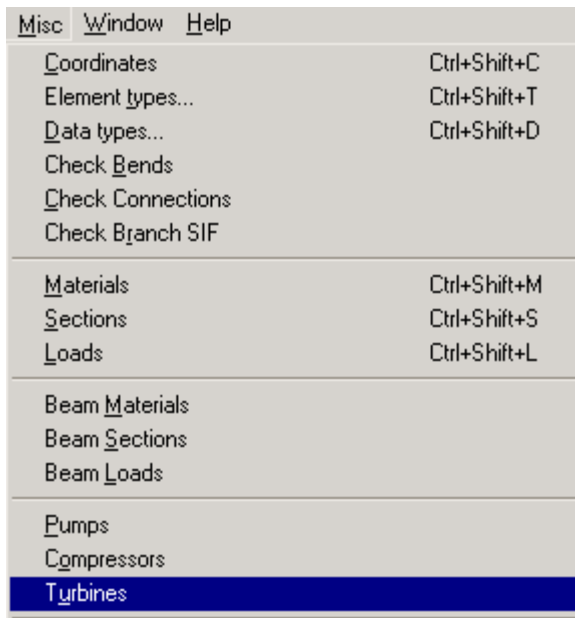 Misc Window Help
Coordinates Ctrl+Shift+C
Element types... Ctrl+Shift+T
Data types... Ctrl+Shift+D
Check Bends
Check Connections
Check Branch SIF
Materials Ctrl+Shift+M
Sections Ctrl+Shift+S
Loads Ctrl+Shift+L
Beam Materials
Beam Sections
Beam Loads
Pumps
Compressors
Turbines